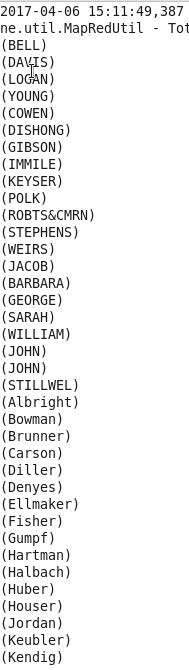 2017-04-06 15:11:49,387
ne.util.MapRedUtil - Tot
(BELL)
(DAVIS)
(LOGAN)
(YOUNG)
(COWEN)
(DISHONG)
(GIBSON)
(IMMILE)
(KEYSER)
(POLK)
(ROBTS&CMRN)
(STEPHENS)
(WEIRS)
(JACOB)
(BARBARA)
(GEORGE)
(SARAH)
(WILLIAM)
(JOHN)
(JOHN)
(STILLWEL)
(Albright)
(Bowman)
(Brunner)
(Carson)
(Diller)
(Denyes)
(Ellmaker)
(Fisher)
(Gumpf)
(Hartman)
(Halbach)
(Huber)
(Houser)
(Jordan)
(Keubler)
(Kendig)